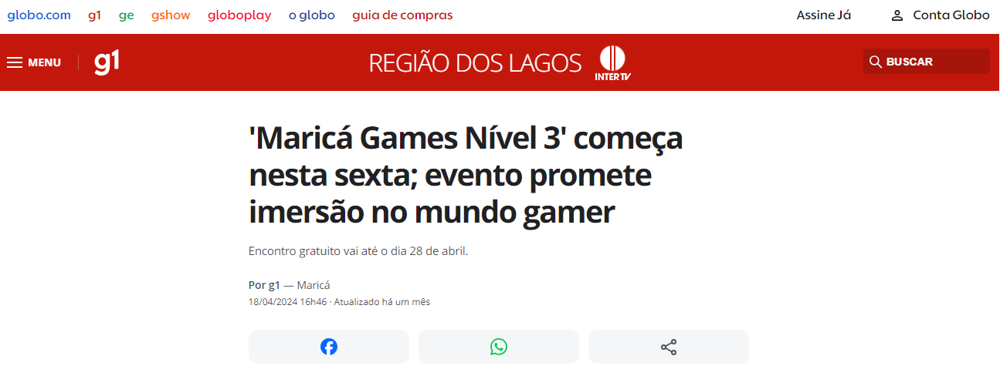 globo.com g1 ge gshow globoplay o globo guia de compras Assine Já Conta Globo
MENU g1 REGIÃO DOS LAGOS INTER TV BUSCAR
'Maricá Games Nível 3' começa
nesta sexta; evento promete
imersão no mundo gamer
Encontro gratuito vai até o dia 28 de abril.
Por g1 — Maricá
18/04/2024 16h46 · Atualizado há um mês